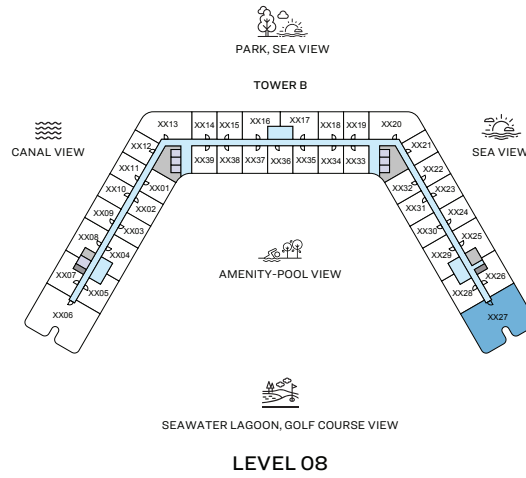 PARK, SEA VIEW
TOWER B
XX13
XX14
XX15
XX16
XX17
XX18
XX19
XX20
CANAL VIEW
SEA VIEW
XX12
XX39
XX38
XX37
XX36
XX35
XX34
XX33
XX21
XX11
XX22
XX10
XX01
XX32
XX23
XX09
XX02
XX31
XX24
XX08
XX03
XX30
XX25
XX07
XX04
XX29
XX26
XX05
XX28
XX06
XX27
AMENITY-POOL VIEW
SEAWATER LAGOON, GOLF COURSE VIEW
LEVEL 08